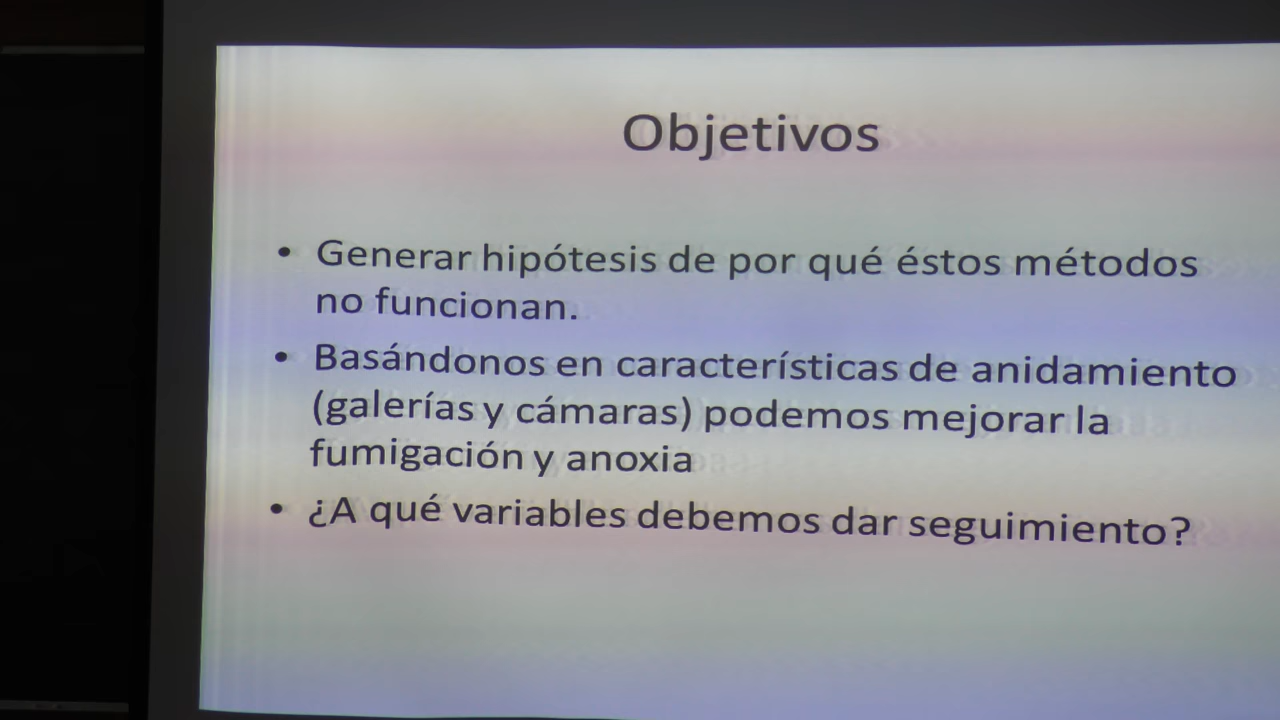 Objetivos
• Generar hipótesis de por qué éstos métodos
no funcionan.
• Basándonos en características de anidamiento
(galerías y cámaras) podemos mejorar la
fumigación y anoxia
• ¿A qué variables debemos dar seguimiento?